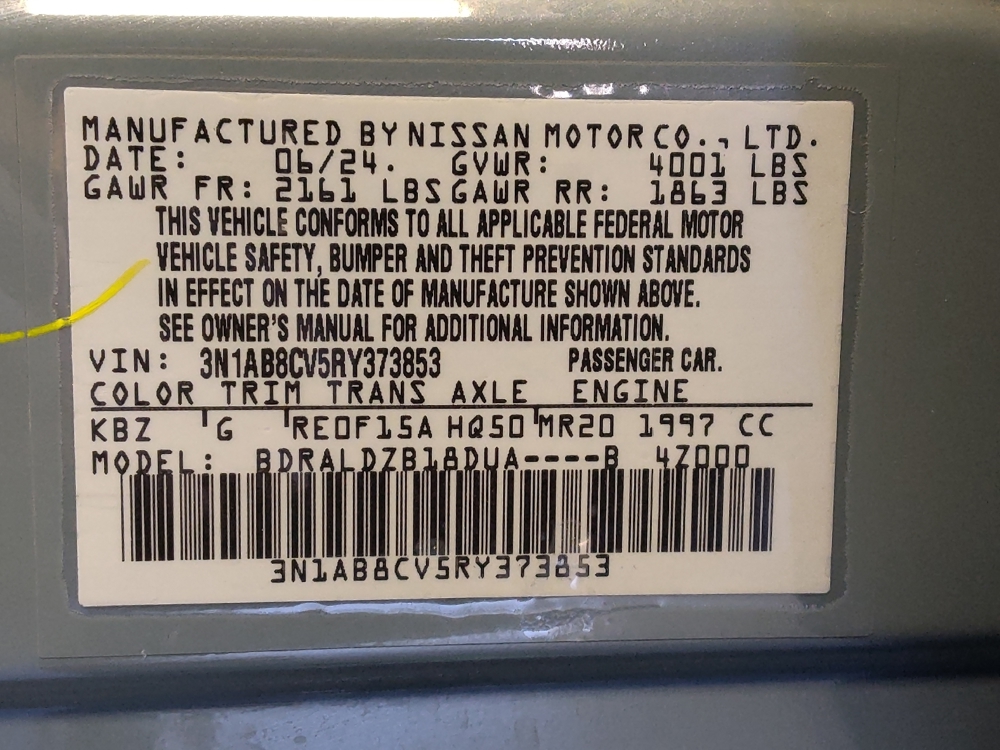 MANUFACTURED BY NISSAN MOTOR CO., LTD.
DATE: 06/24. GVWR: 4001 LBS
GAWR FR: 2161 LBS GAWR RR: 1863 LBS
THIS VEHICLE CONFORMS TO ALL APPLICABLE FEDERAL MOTOR
VEHICLE SAFETY, BUMPER AND THEFT PREVENTION STANDARDS
IN EFFECT ON THE DATE OF MANUFACTURE SHOWN ABOVE.
SEE OWNER'S MANUAL FOR ADDITIONAL INFORMATION.
VIN: 3N1AB8CV5RY373853 PASSENGER CAR.
COLOR TRIM TRANS AXLE ENGINE
KBZ G RE0F15A HQ50 MR20 1997 CC
MODEL: BDRALDZB18DUA----B 4Z000
3N1AB8CV5RY373853